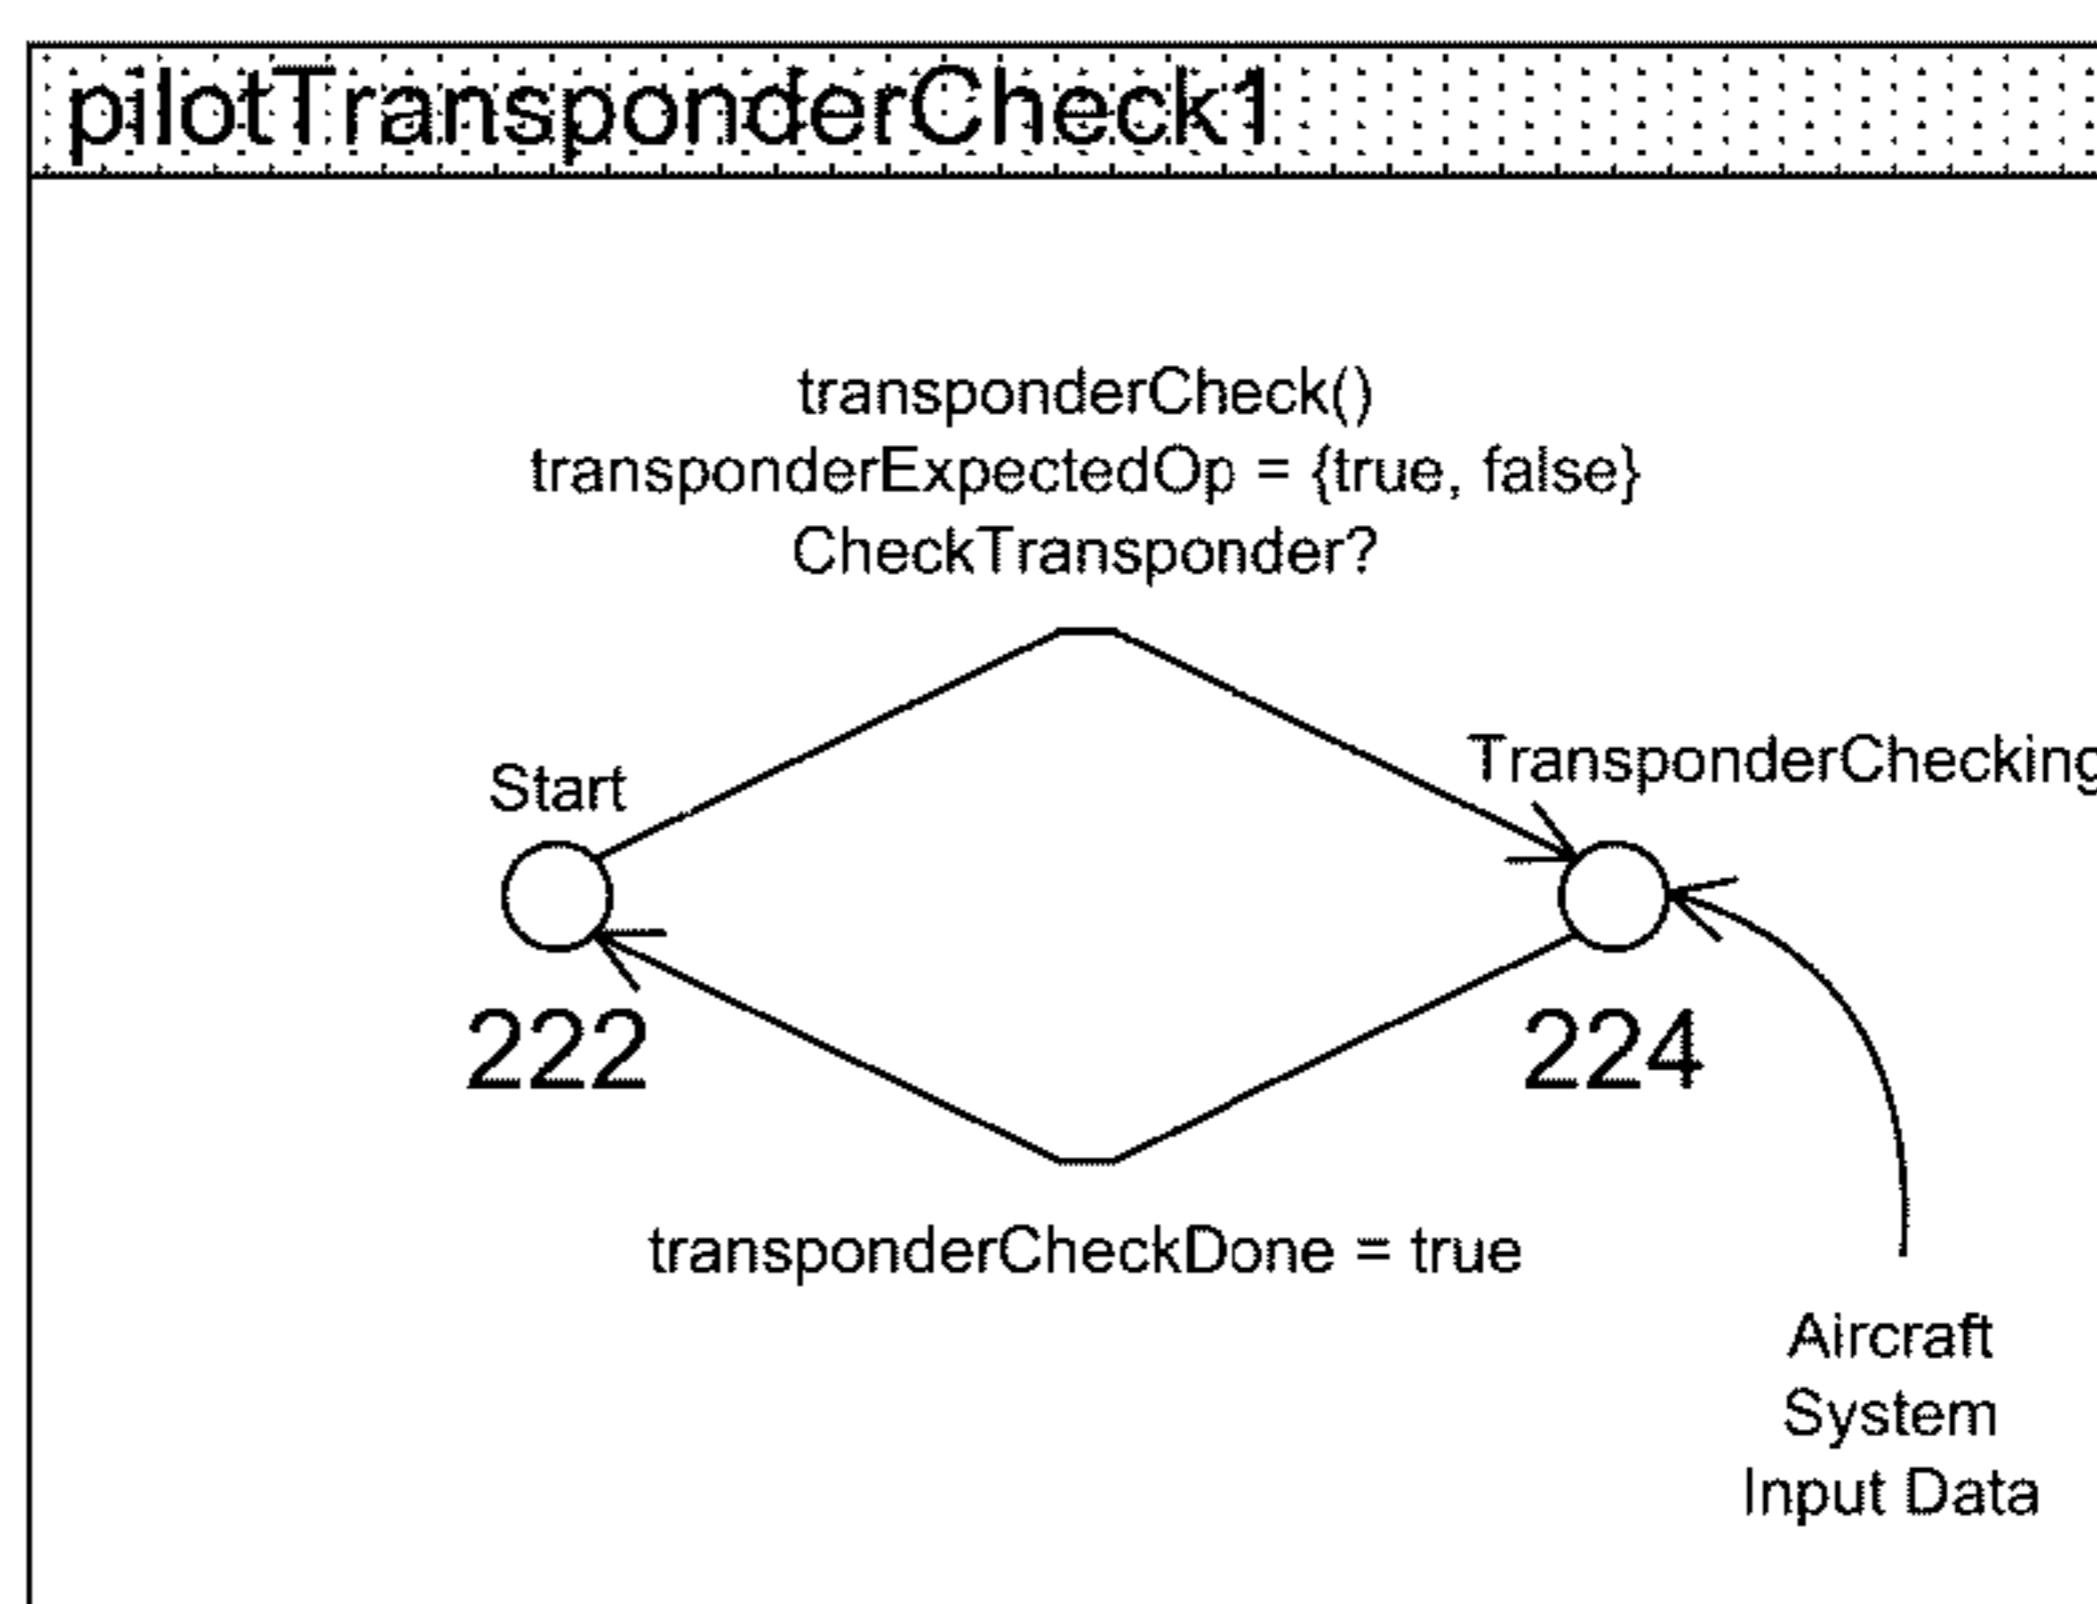 pilotTransponderCheck1
transponderCheck()
transponderExpectedOp = {true, false}
CheckTransponder?
Start
TransponderChecking
222
224
transponderCheckDone = true
Aircraft
System
Input Data